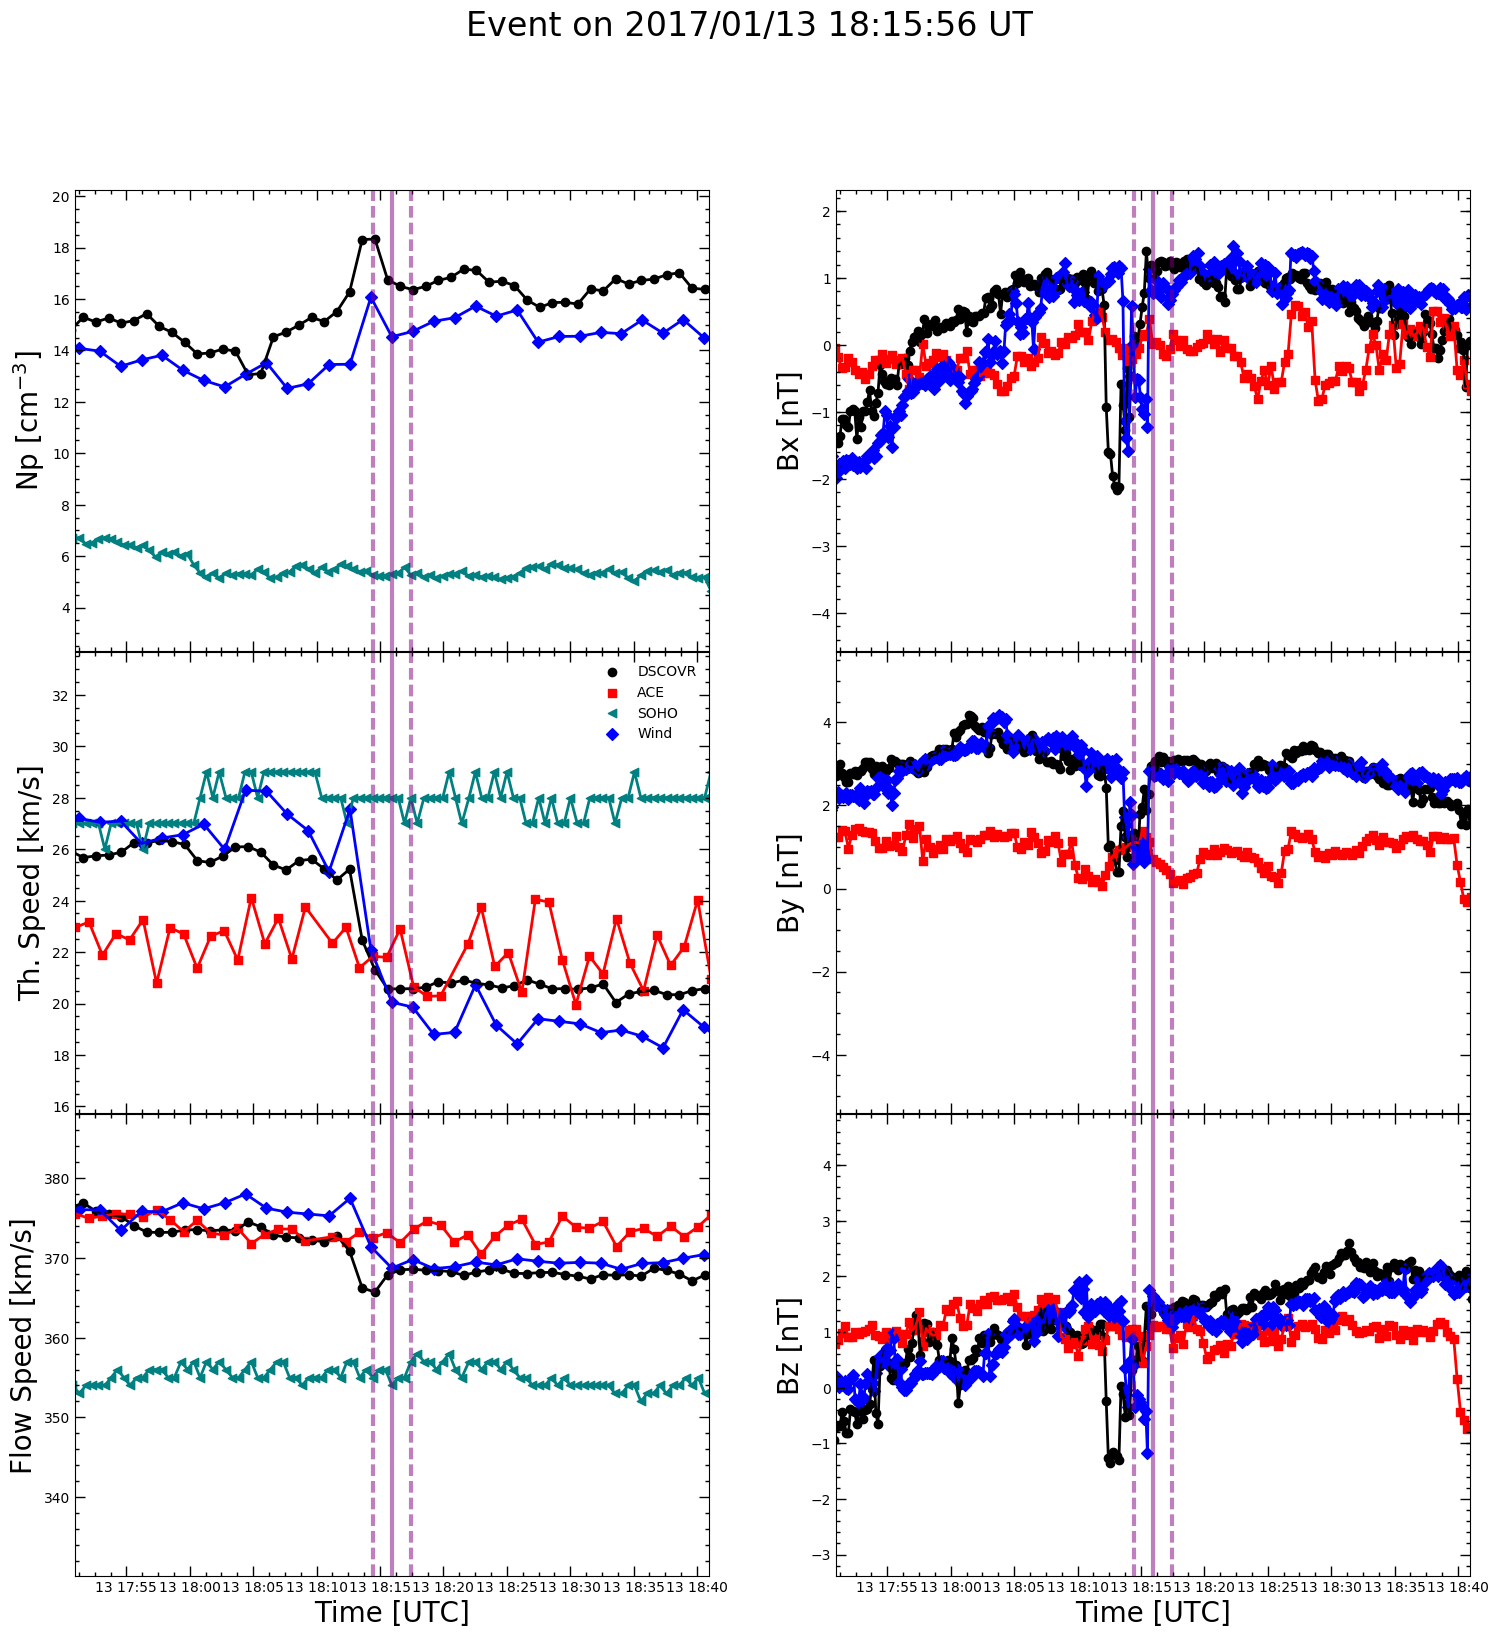 Event on 2017/01/13 18:15:56 UT
20
18
16
14
12
10
8
6
4
Np [cm⁻³]
32
30
28
26
24
22
20
18
16
Th. Speed [km/s]
DSCOVR
ACE
SOHO
Wind
380
370
360
350
340
Flow Speed [km/s]
13 17:55 13 18:00 13 18:05 13 18:10 13 18:15 13 18:20 13 18:25 13 18:30 13 18:35 13 18:40
Time [UTC]
2
1
0
−1
−2
−3
−4
Bx [nT]
4
2
0
−2
−4
By [nT]
4
3
2
1
0
−1
−2
−3
Bz [nT]
13 17:55 13 18:00 13 18:05 13 18:10 13 18:15 13 18:20 13 18:25 13 18:30 13 18:35 13 18:40
Time [UTC]